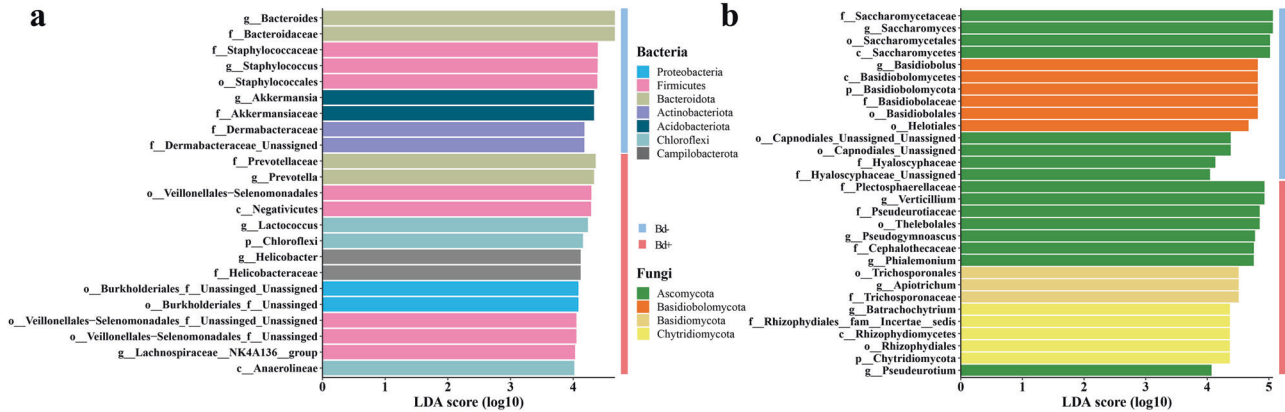 a
g__Bacteroides
f__Bacteroidaceae
f__Staphylococcaceae
g__Staphylococcus
o__Staphylococcales
g__Akkermansia
f__Akkermansiaceae
f__Dermabacteraceae
f__Dermabacteraceae_Unassigned
f__Prevotellaceae
g__Prevotella
o__Veillonellales−Selenomonadales
c__Negativicutes
g__Lactococcus
p__Chloroflexi
g__Helicobacter
f__Helicobacteraceae
o__Burkholderiales_f__Unassinged_Unassigned
o__Burkholderiales_f__Unassinged
o__Veillonellales−Selenomonadales_f__Unassinged_Unassigned
o__Veillonellales−Selenomonadales_f__Unassinged
g__Lachnospiraceae__NK4A136__group
c__Anaerolineae
0 1 2 3 4
LDA score (log10)
Bacteria
Proteobacteria
Firmicutes
Bacteroidota
Actinobacteriota
Acidobacteriota
Chloroflexi
Campilobacterota
Bd-
Bd+
Fungi
Ascomycota
Basidiobolomycota
Basidiomycota
Chytridiomycota
b
f__Saccharomycetaceae
g__Saccharomyces
o__Saccharomycetales
c__Saccharomycetes
g__Basidiobolus
c__Basidiobolomycetes
p__Basidiobolomycota
f__Basidiobolaceae
o__Basidiobolales
o__Helotiales
o__Capnodiales_Unassigned_Unassigned
o__Capnodiales_Unassigned
f__Hyaloscyphaceae
f__Hyaloscyphaceae_Unassigned
f__Plectosphaerellaceae
g__Verticillium
f__Pseudeurotiaceae
o__Thelebolales
g__Pseudogymnoascus
f__Cephalothecaceae
g__Phialemonium
o__Trichosporonales
g__Apiotrichum
f__Trichosporonaceae
g__Batrachochytrium
f__Rhizophydiales__fam__Incertae__sedis
c__Rhizophydiomycetes
o__Rhizophydiales
p__Chytridiomycota
g__Pseudeurotium
0 1 2 3 4 5
LDA score (log10)